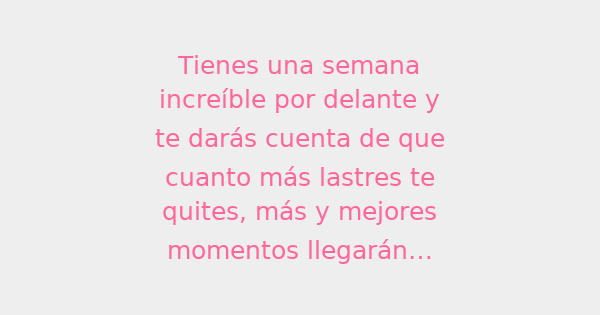 Tienes una semana
increíble por delante y
te darás cuenta de que
cuanto más lastres te
quites, más y mejores
momentos llegarán...